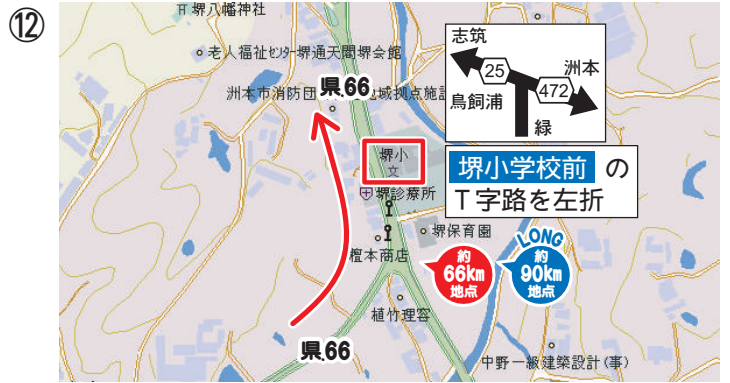 ⑫
堺八幡神社
老人福祉センター堺通天閣堺会館
洲本市消防団
県66
地域拠点施設
志筑
25
洲本
472
鳥飼浦
緑
堺小学校前 の
T字路を左折
堺小
文
堺診療所
堺保育園
檀本商店
約
66km
地点
LONG
約
90km
地点
植竹理容
県66
中野一級建築設計(事)